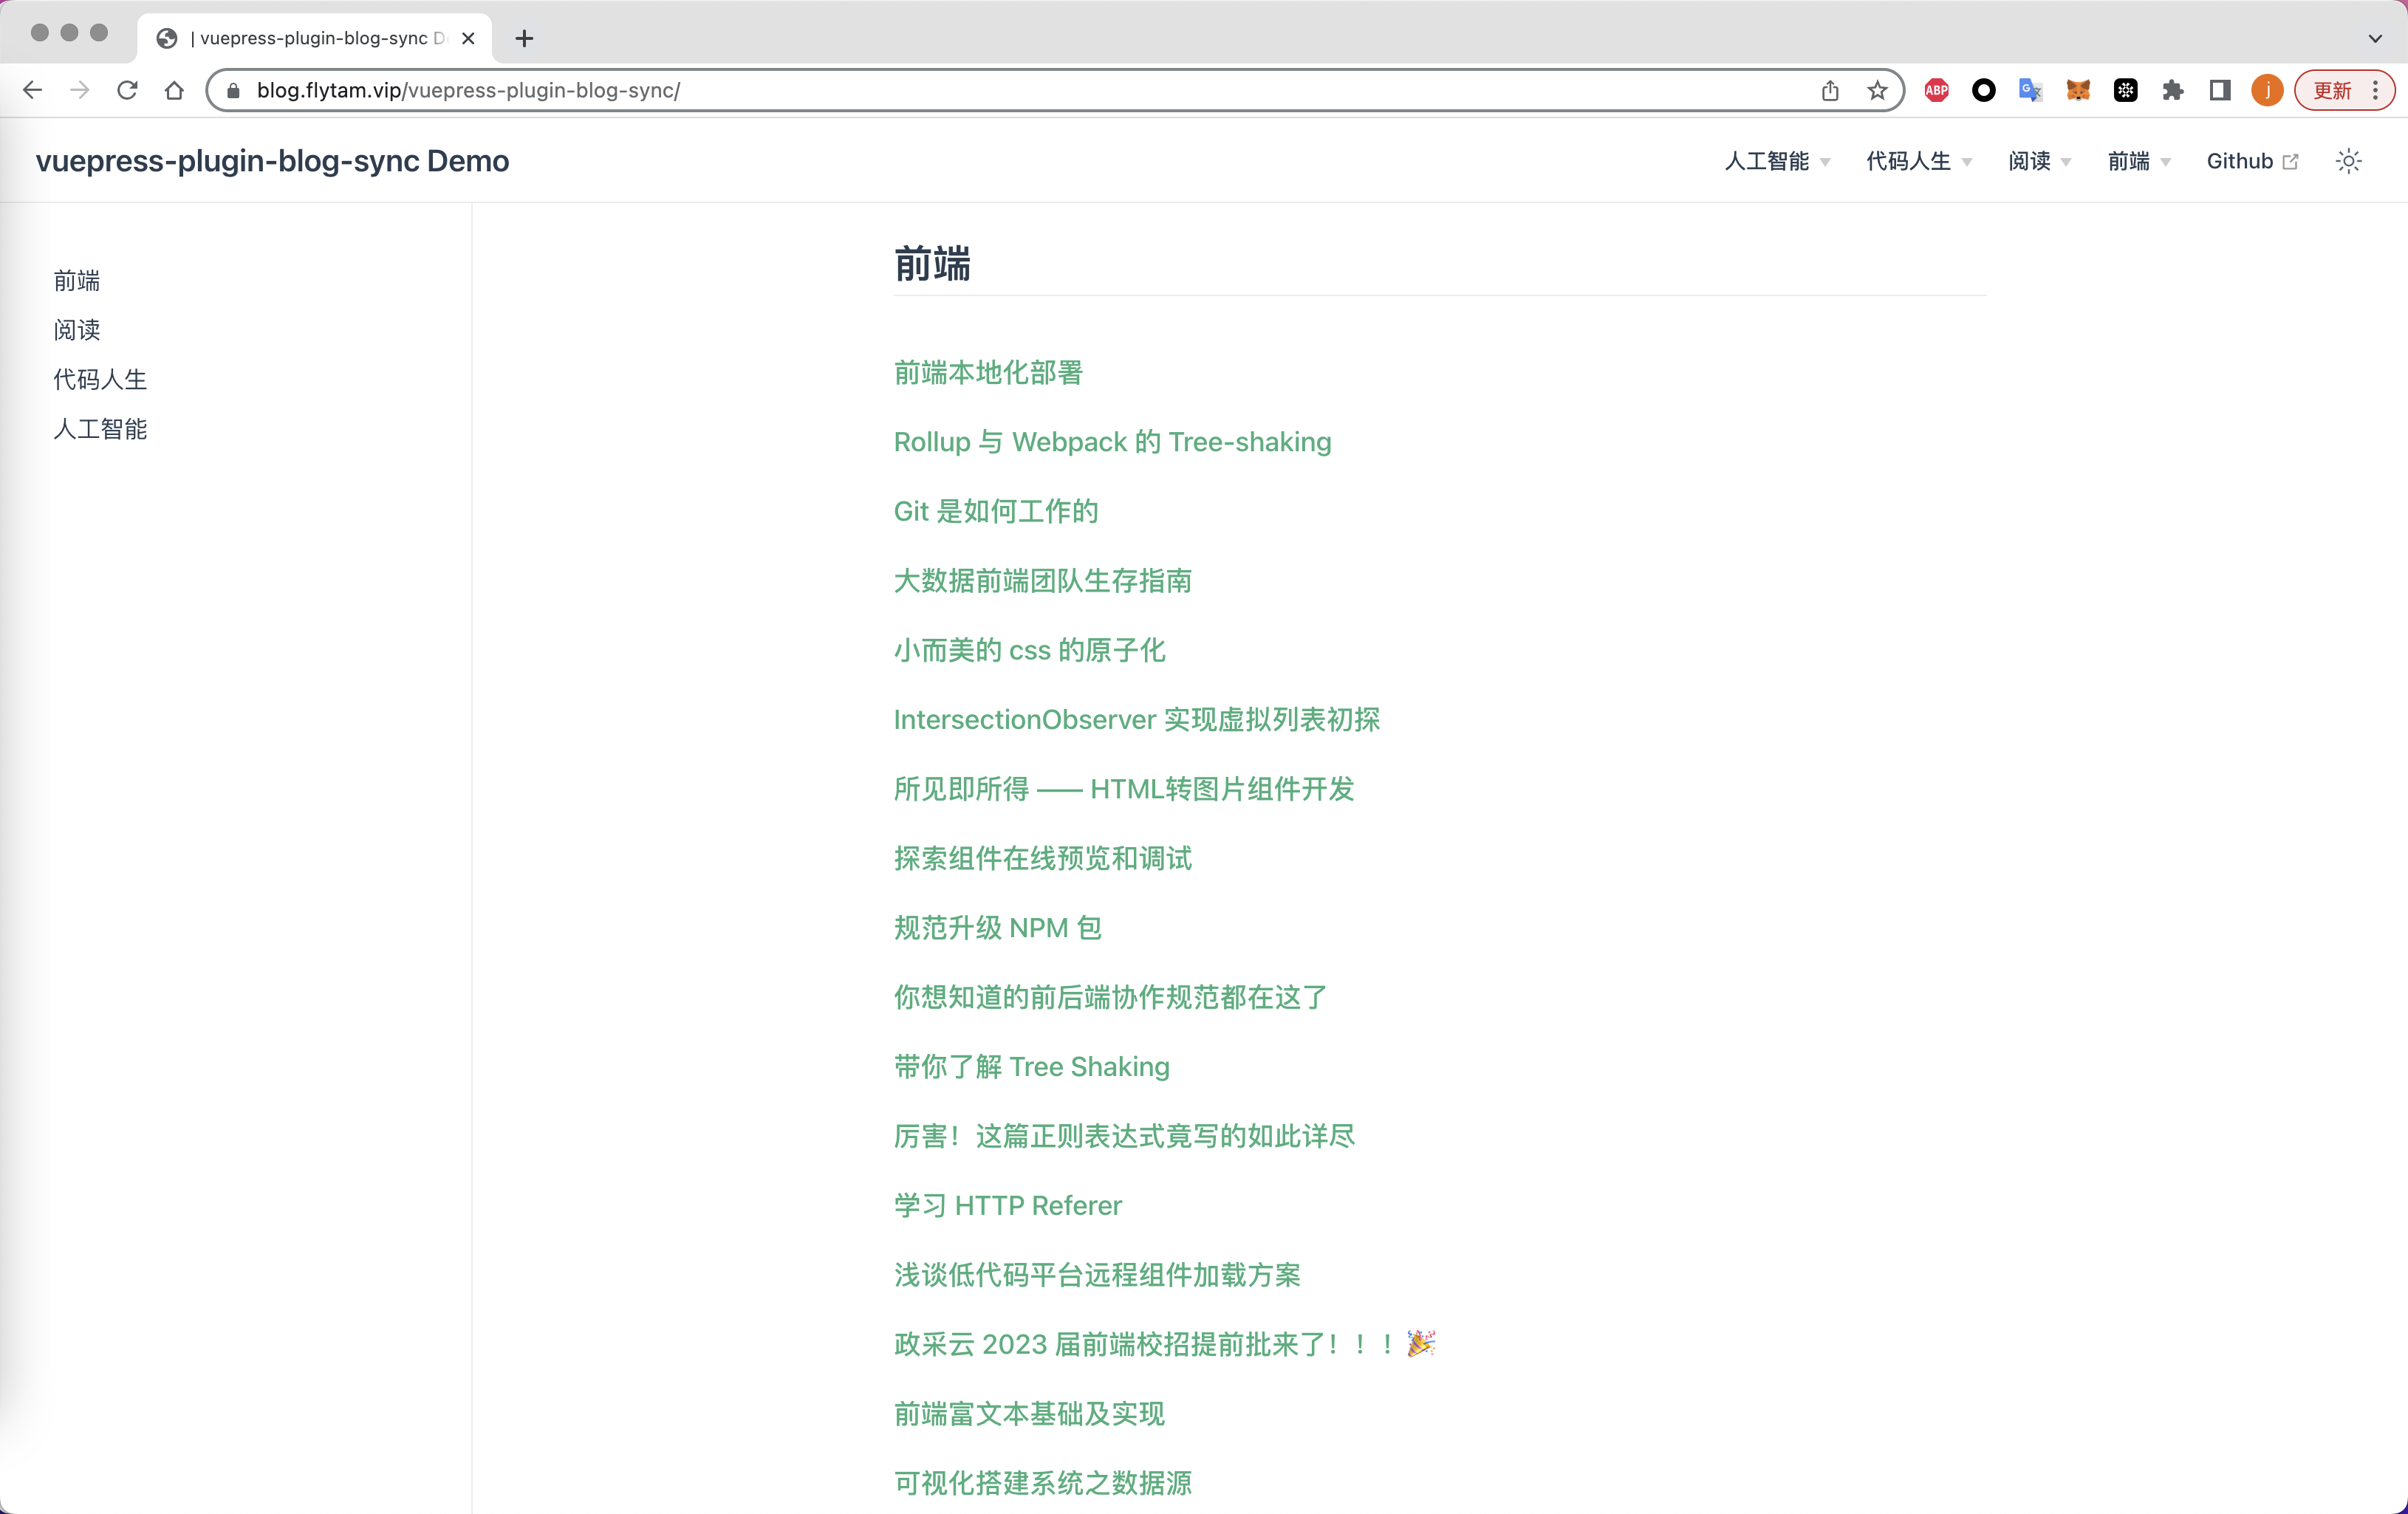 | vuepress-plugin-blog-sync D
blog.flytam.vip/vuepress-plugin-blog-sync/
ABP
G
j
更新
vuepress-plugin-blog-sync Demo
人工智能
代码人生
阅读
前端
Github
前端
阅读
代码人生
人工智能
前端
前端本地化部署
Rollup 与 Webpack 的 Tree-shaking
Git 是如何工作的
大数据前端团队生存指南
小而美的 css 的原子化
IntersectionObserver 实现虚拟列表初探
所见即所得 —— HTML转图片组件开发
探索组件在线预览和调试
规范升级 NPM 包
你想知道的前后端协作规范都在这了
带你了解 Tree Shaking
厉害！这篇正则表达式竟写的如此详尽
学习 HTTP Referer
浅谈低代码平台远程组件加载方案
政采云 2023 届前端校招提前批来了！！！🎉
前端富文本基础及实现
可视化搭建系统之数据源